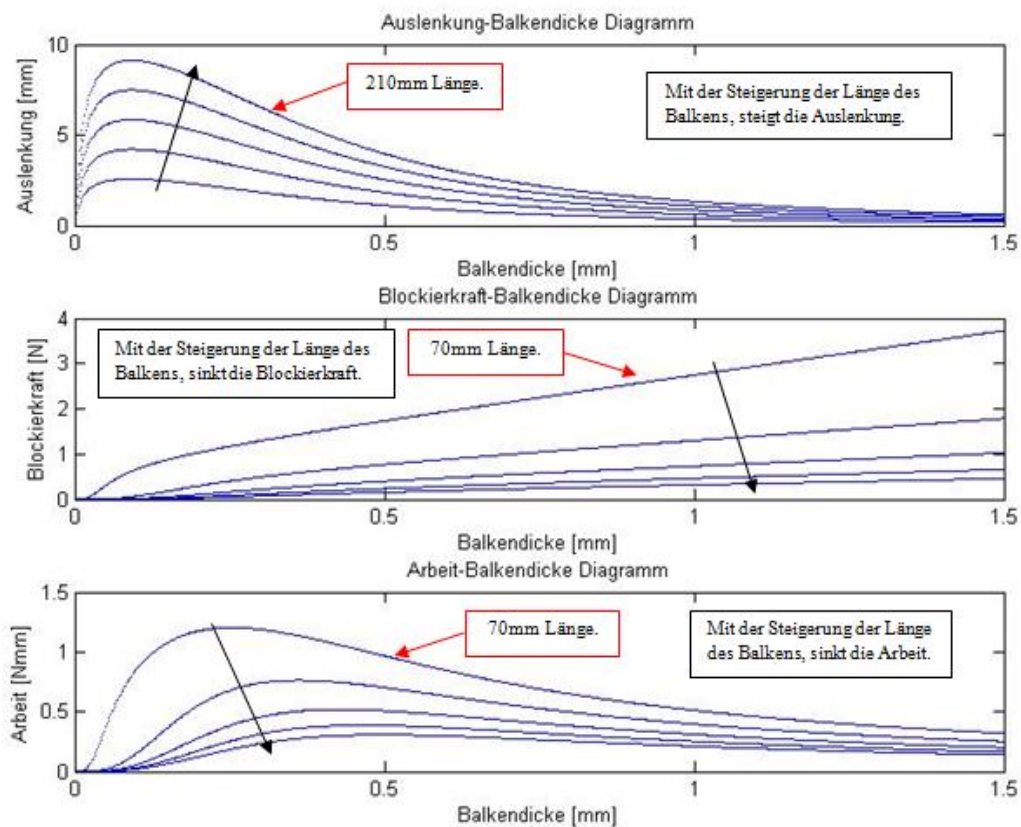 Auslenkung-Balkendicke Diagramm
Auslenkung [mm]
10
5
0
210mm Länge.
Mit der Steigerung der Länge des
Balkens, steigt die Auslenkung.
0
0.5
1
1.5
Balkendicke [mm]
Blockierkraft-Balkendicke Diagramm
Blockierkraft [N]
4
3
2
1
0
Mit der Steigerung der Länge des
Balkens, sinkt die Blockierkraft.
70mm Länge.
0
0.5
1
1.5
Balkendicke [mm]
Arbeit-Balkendicke Diagramm
Arbeit [Nmm]
1.5
1
0.5
0
70mm Länge.
Mit der Steigerung der Länge
des Balkens, sinkt die Arbeit.
0
0.5
1
1.5
Balkendicke [mm]